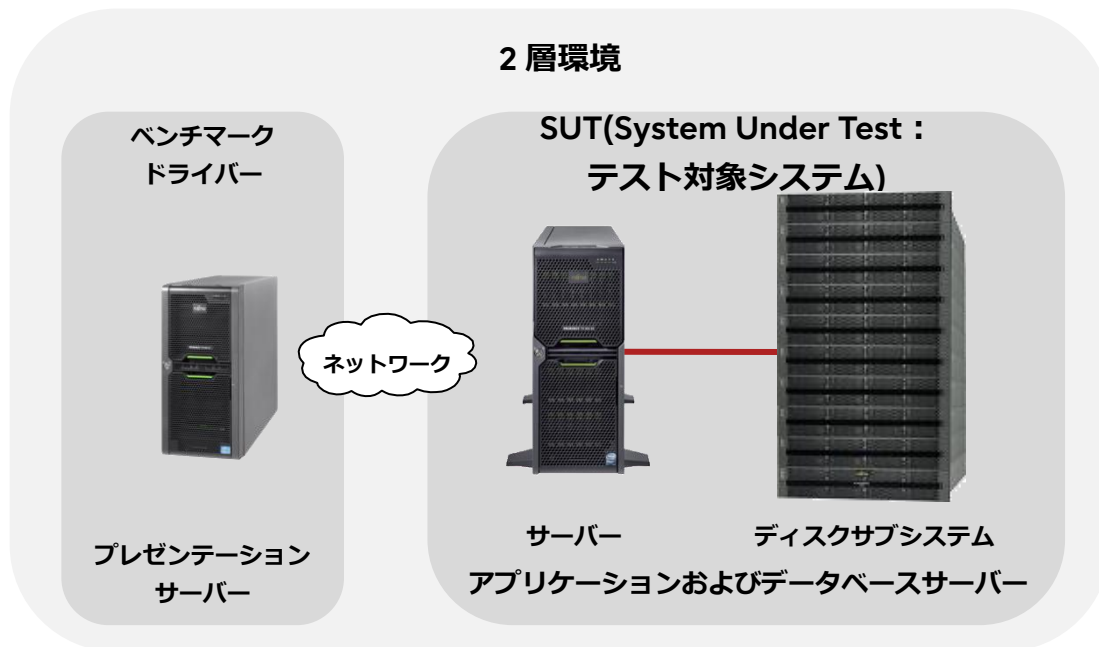 2 層環境
ベンチマーク
ドライバー
SUT(System Under Test：
テスト対象システム)
ネットワーク
プレゼンテーション
サーバー
サーバー
ディスクサブシステム
アプリケーションおよびデータベースサーバー